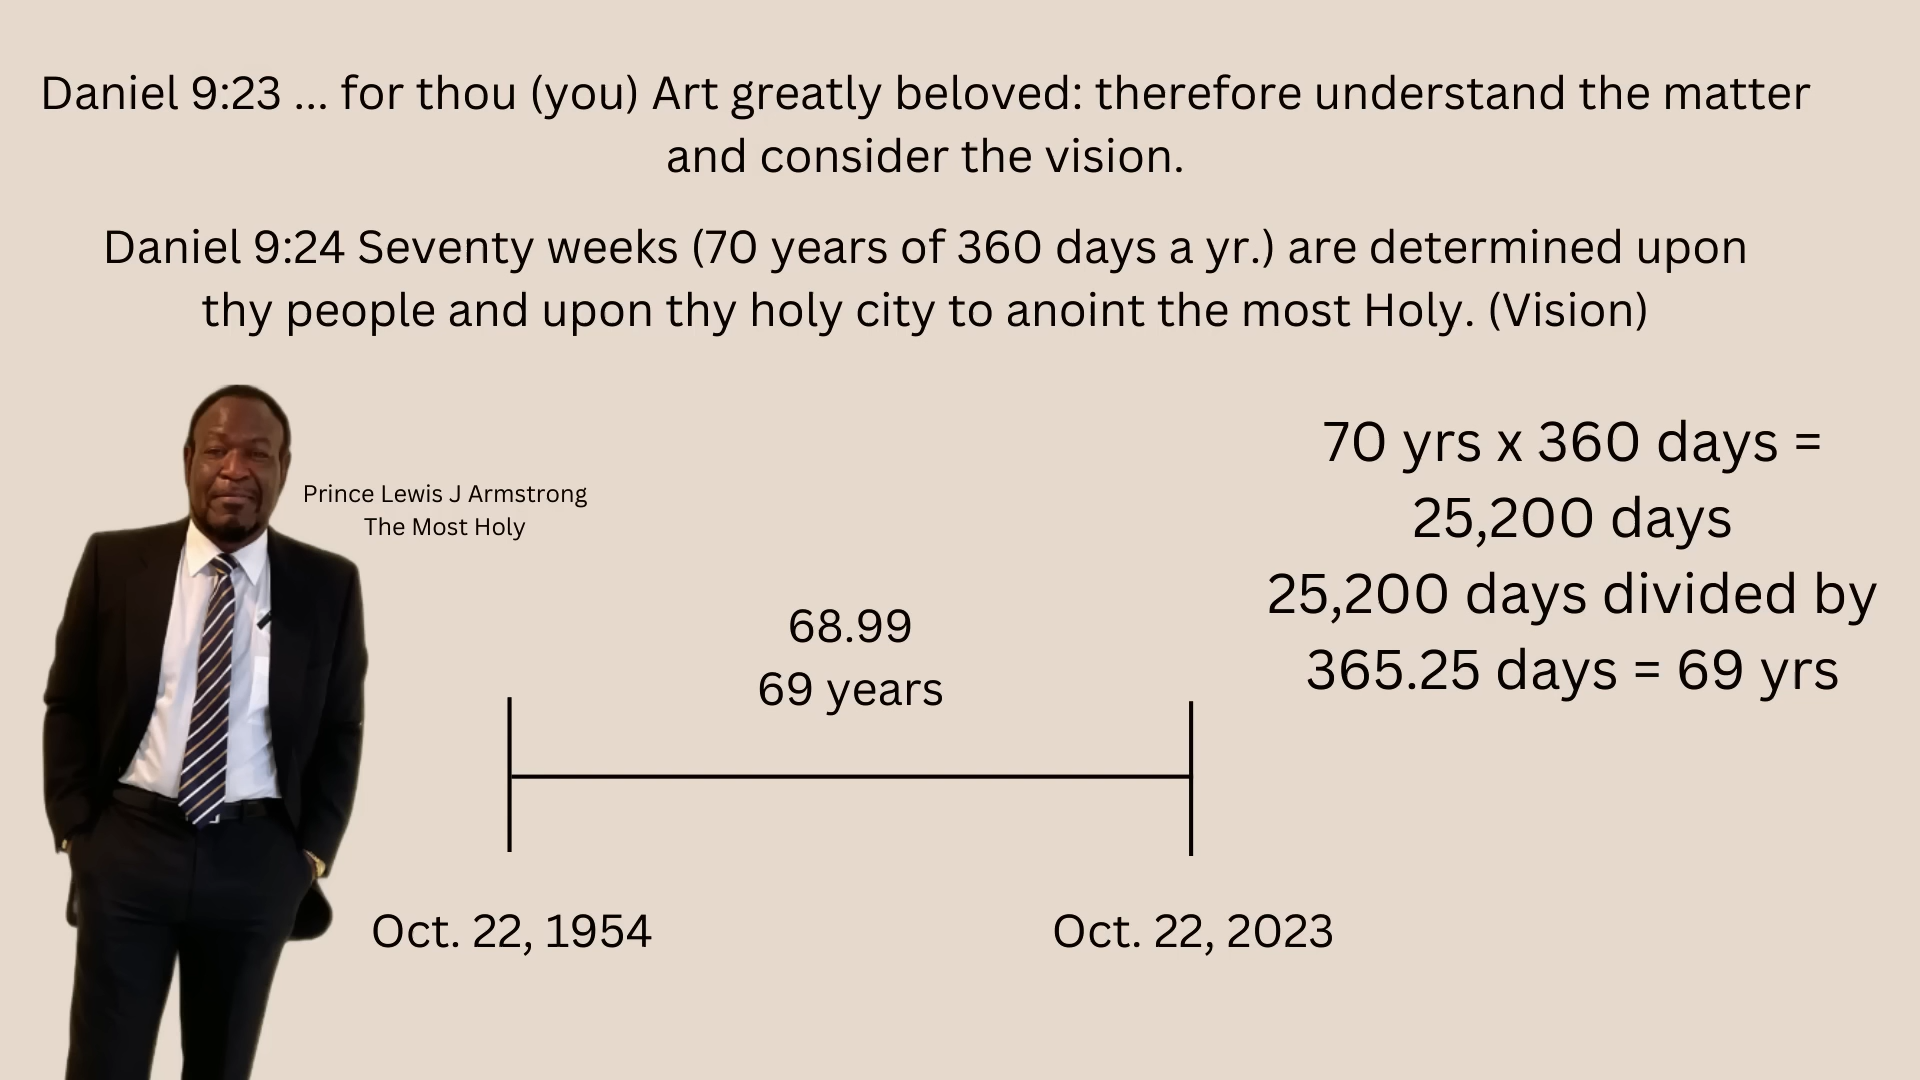 Daniel 9:23 ... for thou (you) Art greatly beloved: therefore understand the matter
and consider the vision.
Daniel 9:24 Seventy weeks (70 years of 360 days a yr.) are determined upon
thy people and upon thy holy city to anoint the most Holy. (Vision)
Prince Lewis J Armstrong
The Most Holy
68.99
69 years
Oct. 22, 1954
Oct. 22, 2023
70 yrs x 360 days =
25,200 days
25,200 days divided by
365.25 days = 69 yrs